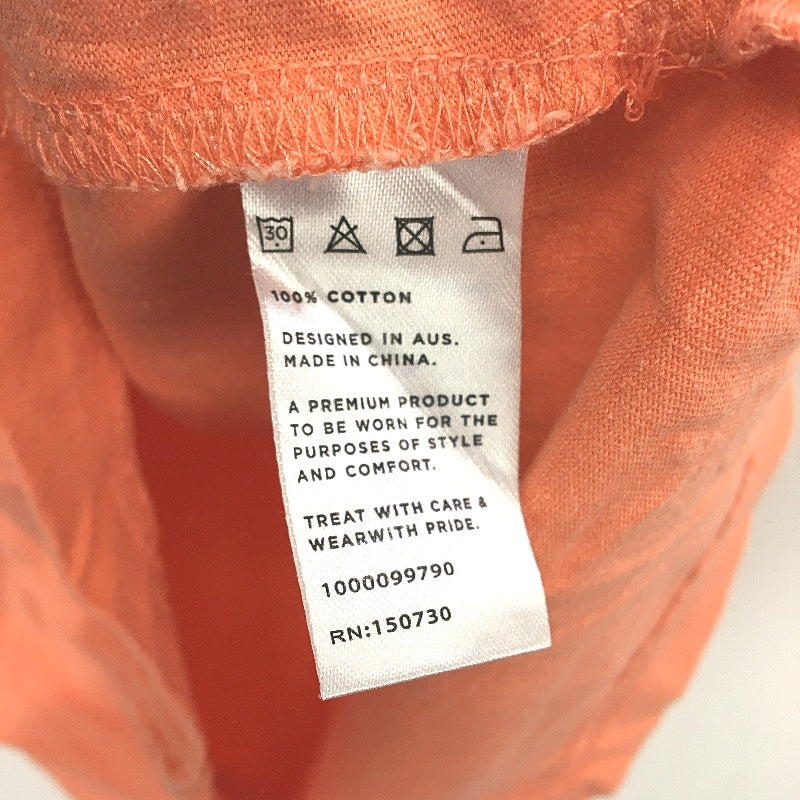 30
100% COTTON
DESIGNED IN AUS.
MADE IN CHINA.
A PREMIUM PRODUCT
TO BE WORN FOR THE
PURPOSES OF STYLE
AND COMFORT.
TREAT WITH CARE &
WEARWITH PRIDE.
1000099790
RN:150730